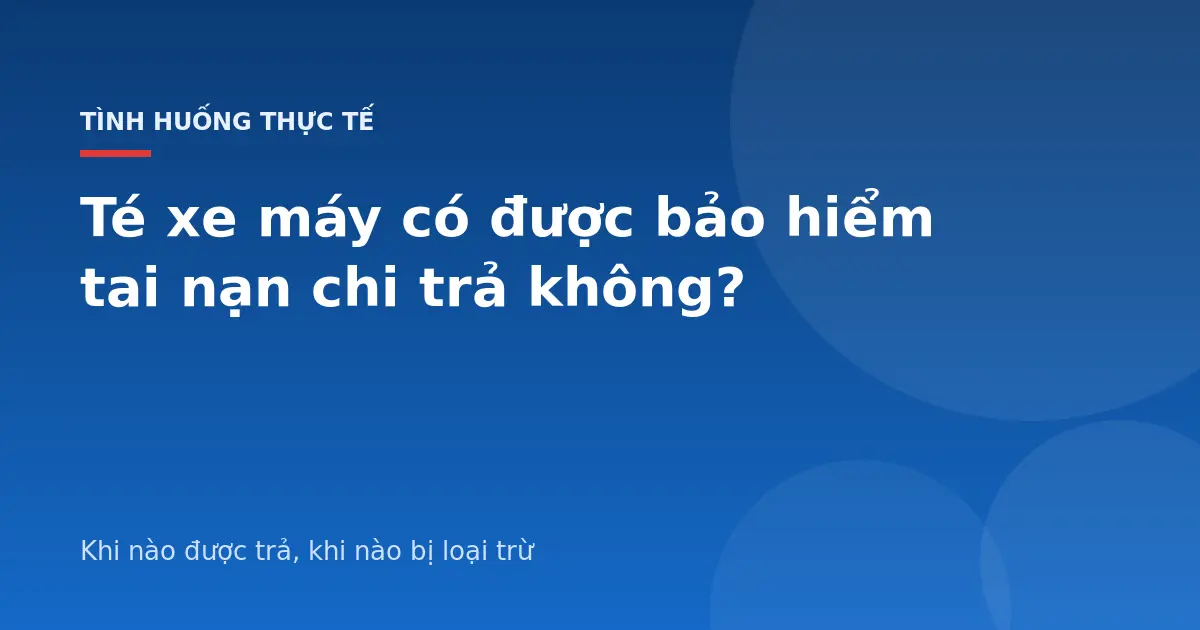 TÌNH HUỐNG THỰC TẾ
Té xe máy có được bảo hiểm
tai nạn chi trả không?
Khi nào được trả, khi nào bị loại trừ